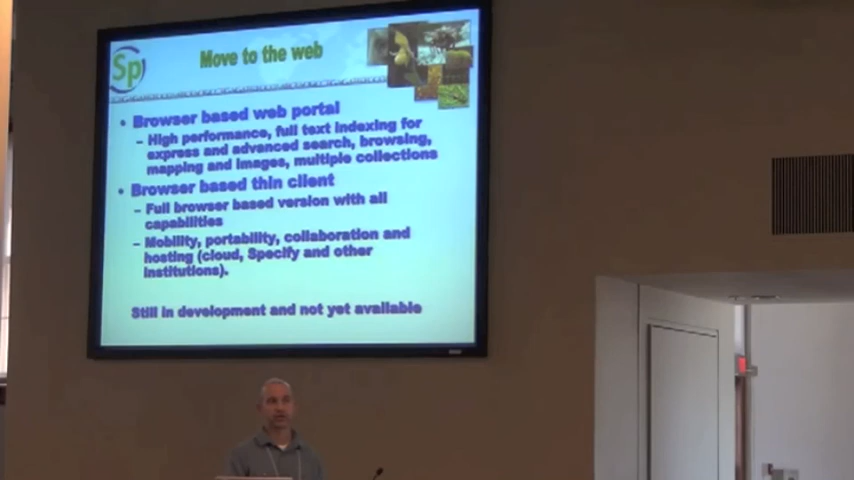 Sp
Move to the web
• Browser based web portal
– High performance, full text indexing for
express and advanced search, browsing,
mapping and images, multiple collections
• Browser based thin client
– Full browser based version with all
capabilities
– Mobility, portability, collaboration and
hosting (cloud, Specify and other
institutions).
Still in development and not yet available